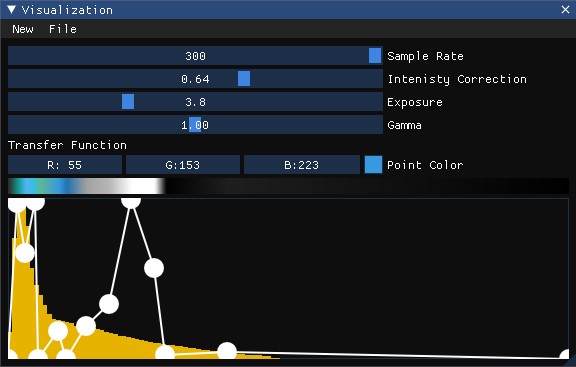 Visualization
New File
300 Sample Rate
0.64 Intenisty Correction
3.8 Exposure
1.00 Gamma
Transfer Function
R: 55 G:153 B:223 Point Color